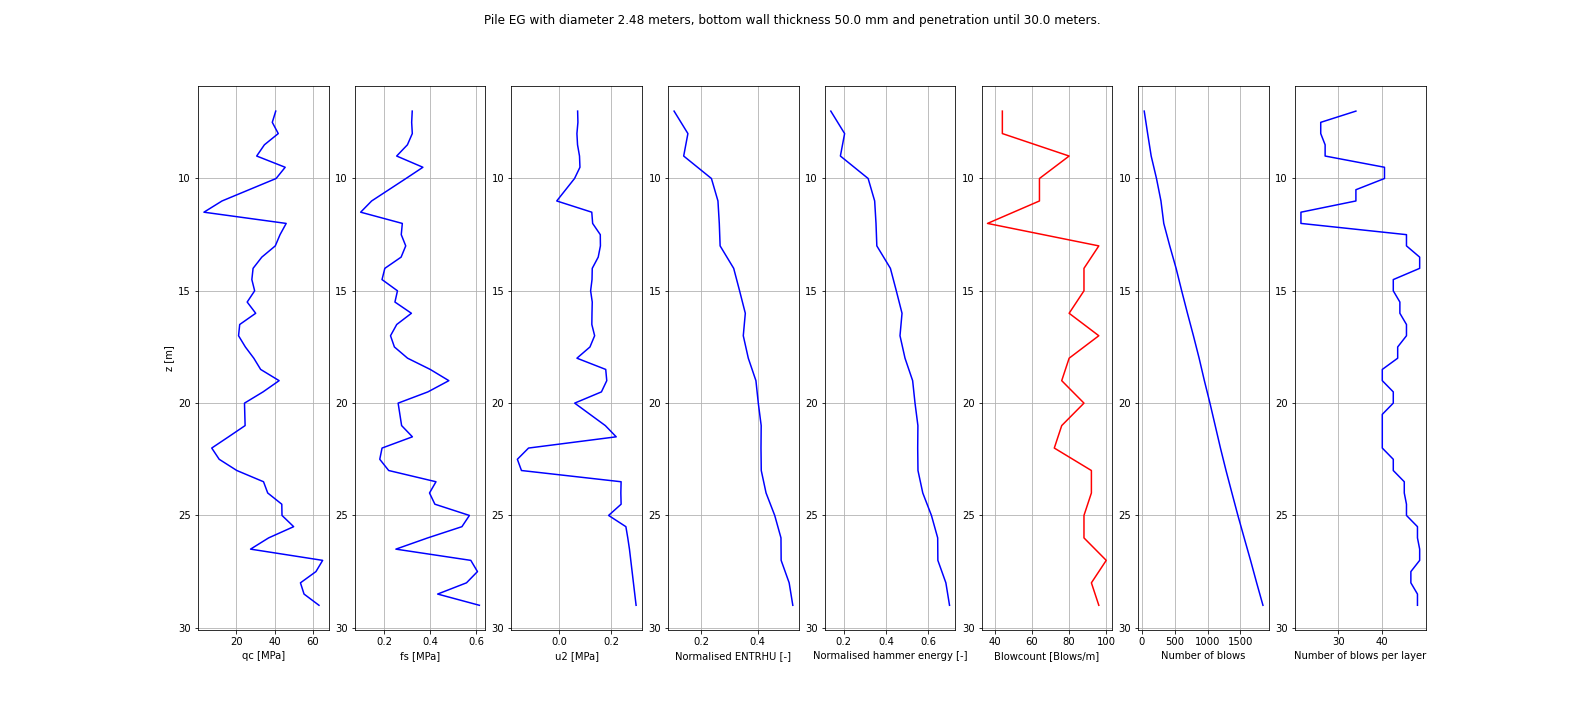 Pile EG with diameter 2.48 meters, bottom wall thickness 50.0 mm and penetration until 30.0 meters.
z [m]
10 10 10 10 10 10 10 10
15 15 15 15 15 15 15 15
20 20 20 20 20 20 20 20
25 25 25 25 25 25 25 25
30 30 30 30 30 30 30 30
20 40 60 0.2 0.4 0.6 0.0 0.2 0.2 0.4 0.2 0.4 0.6 40 60 80 100 0 500 1000 1500 30 40
qc [MPa] fs [MPa] u2 [MPa] Normalised ENTRHU [-] Normalised hammer energy [-] Blowcount [Blows/m] Number of blows Number of blows per layer